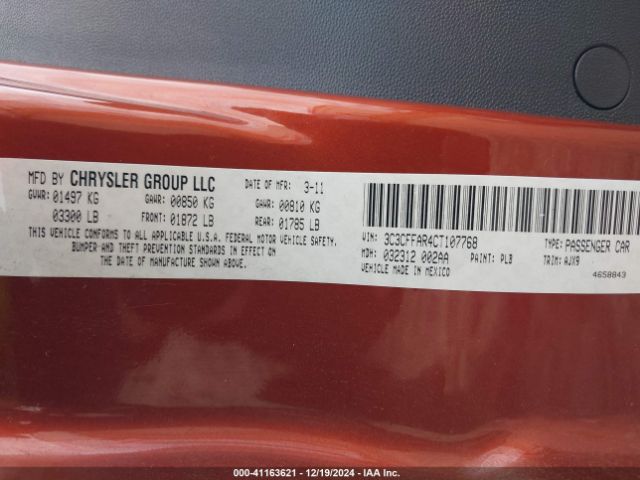 MFD BY CHRYSLER GROUP LLC
DATE OF MFR: 3-11
GVWR: 01497 KG GAWR: 00850 KG GAWR: 00810 KG
03300 LB FRONT: 01872 LB REAR: 01785 LB
THIS VEHICLE CONFORMS TO ALL APPLICABLE U.S. FEDERAL MOTOR VEHICLE SAFETY,
BUMPER AND THEFT PREVENTION STANDARDS IN EFFECT ON
THE DATE OF MANUFACTURE SHOWN ABOVE.
VIN: 3C3CFFAR4CT107768 TYPE: PASSENGER CAR
MDH: 032312 002AA PAINT: PLB TRIM: AJX9
VEHICLE MADE IN MEXICO
4658843
000-41163621 - 12/19/2024 - IAA Inc.